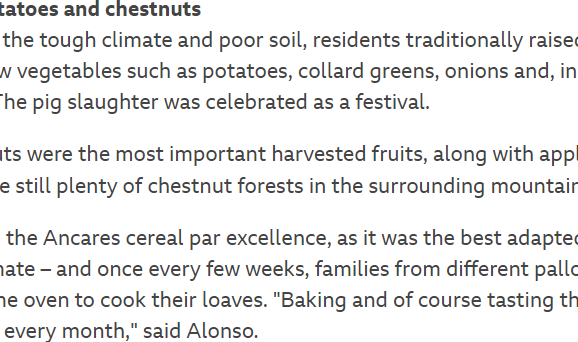 tatoes and chestnuts
the tough climate and poor soil, residents traditionally raised
w vegetables such as potatoes, collard greens, onions and, in
The pig slaughter was celebrated as a festival.
uts were the most important harvested fruits, along with appl
e still plenty of chestnut forests in the surrounding mountain
the Ancares cereal par excellence, as it was the best adapted
nate – and once every few weeks, families from different pallo
ne oven to cook their loaves. "Baking and of course tasting th
every month," said Alonso.